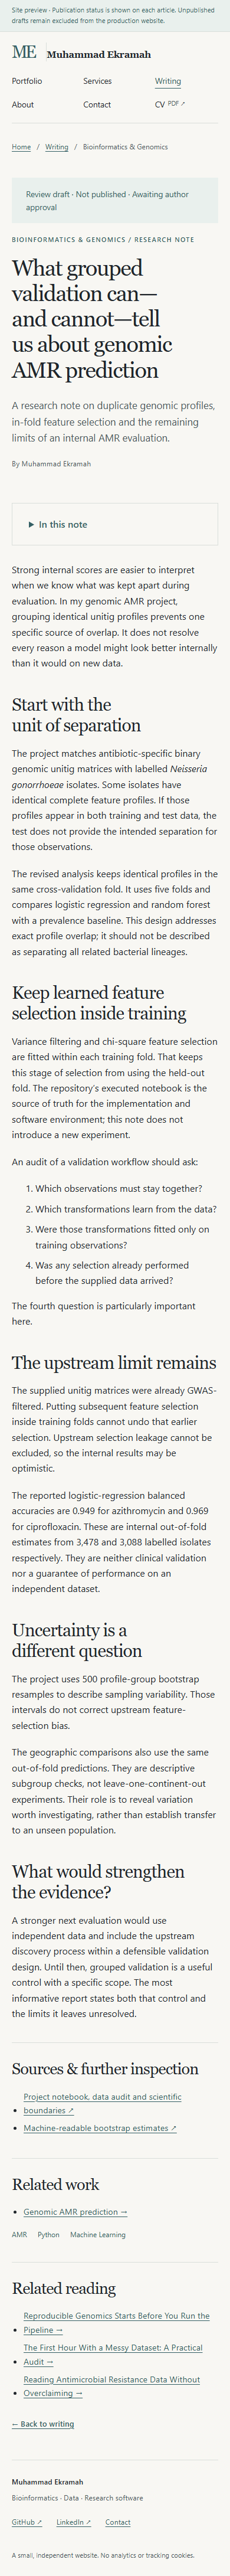 Site preview · Publication status is shown on each article. Unpublished
drafts remain excluded from the production website.
ME Muhammad Ekramah
Portfolio Services Writing
About Contact CV PDF ↗
Home / Writing / Bioinformatics & Genomics
Review draft · Not published · Awaiting author
approval
BIOINFORMATICS & GENOMICS / RESEARCH NOTE
What grouped
validation can—
and cannot—tell
us about genomic
AMR prediction
A research note on duplicate genomic profiles,
in-fold feature selection and the remaining
limits of an internal AMR evaluation.
By Muhammad Ekramah
▶ In this note
Strong internal scores are easier to interpret
when we know what was kept apart during
evaluation. In my genomic AMR project,
grouping identical unitig profiles prevents one
specific source of overlap. It does not resolve
every reason a model might look better internally
than it would on new data.
Start with the
unit of separation
The project matches antibiotic-specific binary
genomic unitig matrices with labelled Neisseria
gonorrhoeae isolates. Some isolates have
identical complete feature profiles. If those
profiles appear in both training and test data, the
test does not provide the intended separation for
those observations.
The revised analysis keeps identical profiles in the
same cross-validation fold. It uses five folds and
compares logistic regression and random forest
with a prevalence baseline. This design addresses
exact profile overlap; it should not be described
as separating all related bacterial lineages.
Keep learned feature
selection inside training
Variance filtering and chi-square feature selection
are fitted within each training fold. That keeps
this stage of selection from using the held-out
fold. The repository's executed notebook is the
source of truth for the implementation and
software environment; this note does not
introduce a new experiment.
An audit of a validation workflow should ask:
1. Which observations must stay together?
2. Which transformations learn from the data?
3. Were those transformations fitted only on
training observations?
4. Was any selection already performed
before the supplied data arrived?
The fourth question is particularly important
here.
The upstream limit remains
The supplied unitig matrices were already GWAS-
filtered. Putting subsequent feature selection
inside training folds cannot undo that earlier
selection. Upstream selection leakage cannot be
excluded, so the internal results may be
optimistic.
The reported logistic-regression balanced
accuracies are 0.949 for azithromycin and 0.969
for ciprofloxacin. These are internal out-of-fold
estimates from 3,478 and 3,088 labelled isolates
respectively. They are neither clinical validation
nor a guarantee of performance on an
independent dataset.
Uncertainty is a
different question
The project uses 500 profile-group bootstrap
resamples to describe sampling variability. Those
intervals do not correct upstream feature-
selection bias.
The geographic comparisons also use the same
out-of-fold predictions. They are descriptive
subgroup checks, not leave-one-continent-out
experiments. Their role is to reveal variation
worth investigating, rather than establish transfer
to an unseen population.
What would strengthen
the evidence?
A stronger next evaluation would use
independent data and include the upstream
discovery process within a defensible validation
design. Until then, grouped validation is a useful
control with a specific scope. The most
informative report states both that control and
the limits it leaves unresolved.
Sources & further inspection
• Project notebook, data audit and scientific
boundaries ↗
• Machine-readable bootstrap estimates ↗
Related work
• Genomic AMR prediction →
AMR Python Machine Learning
Related reading
• Reproducible Genomics Starts Before You Run the
Pipeline →
• The First Hour With a Messy Dataset: A Practical
Audit →
• Reading Antimicrobial Resistance Data Without
Overclaiming →
← Back to writing
Muhammad Ekramah
Bioinformatics · Data · Research software
GitHub ↗ LinkedIn ↗ Contact
A small, independent website. No analytics or tracking cookies.